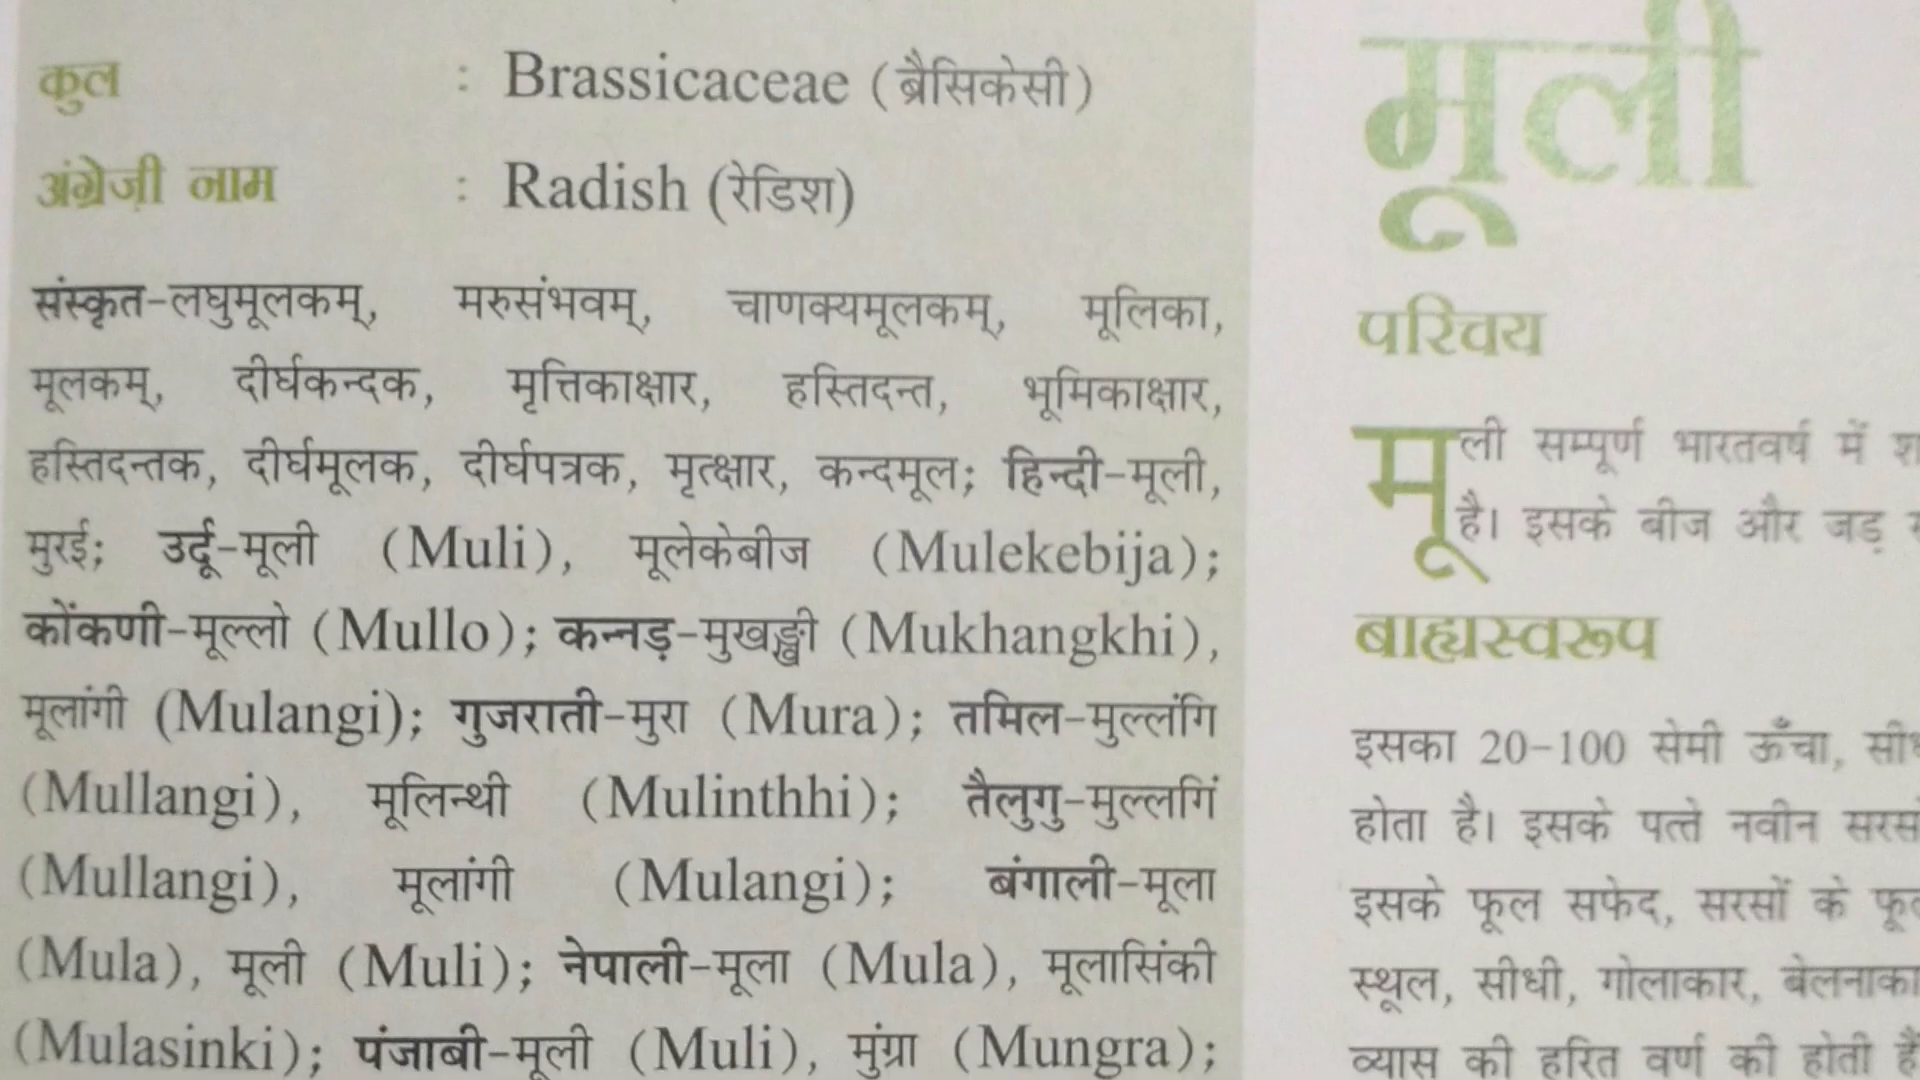 कुल : Brassicaceae (ब्रैसिकेसी)
अंग्रेज़ी नाम : Radish (रेडिश)
संस्कृत-लघुमूलकम्, मरुसंभवम्, चाणक्यमूलकम्, मूलिका,
मूलकम्, दीर्घकन्दक, मृत्तिकाक्षार, हस्तिदन्त, भूमिकाक्षार,
हस्तिदन्तक, दीर्घमूलक, दीर्घपत्रक, मृत्क्षार, कन्दमूल; हिन्दी-मूली,
मुरई; उर्दू-मूली (Muli), मूलेकेबीज (Mulekebija);
कोंकणी-मूल्लो (Mullo); कन्नड़-मुखङ्खी (Mukhangkhi),
मूलांगी (Mulangi); गुजराती-मुरा (Mura); तमिल-मुल्लंगि
(Mullangi), मूलिन्थी (Mulinthhi); तैलुगु-मुल्लगिं
(Mullangi), मूलांगी (Mulangi); बंगाली-मूला
(Mula), मूली (Muli); नेपाली-मूला (Mula), मूलासिंकी
(Mulasinki); पंजाबी-मूली (Muli), मुंग्रा (Mungra);
मूली
परिचय
मूली सम्पूर्ण भारतवर्ष में
है। इसके बीज और जड़
बाह्यस्वरूप
इसका 20-100 सेमी ऊँचा,
होता है। इसके पत्ते नवीन
इसके फूल सफेद, सरसों के
स्थूल, सीधी, गोलाकार,
व्यास की हरित वर्ण की होती